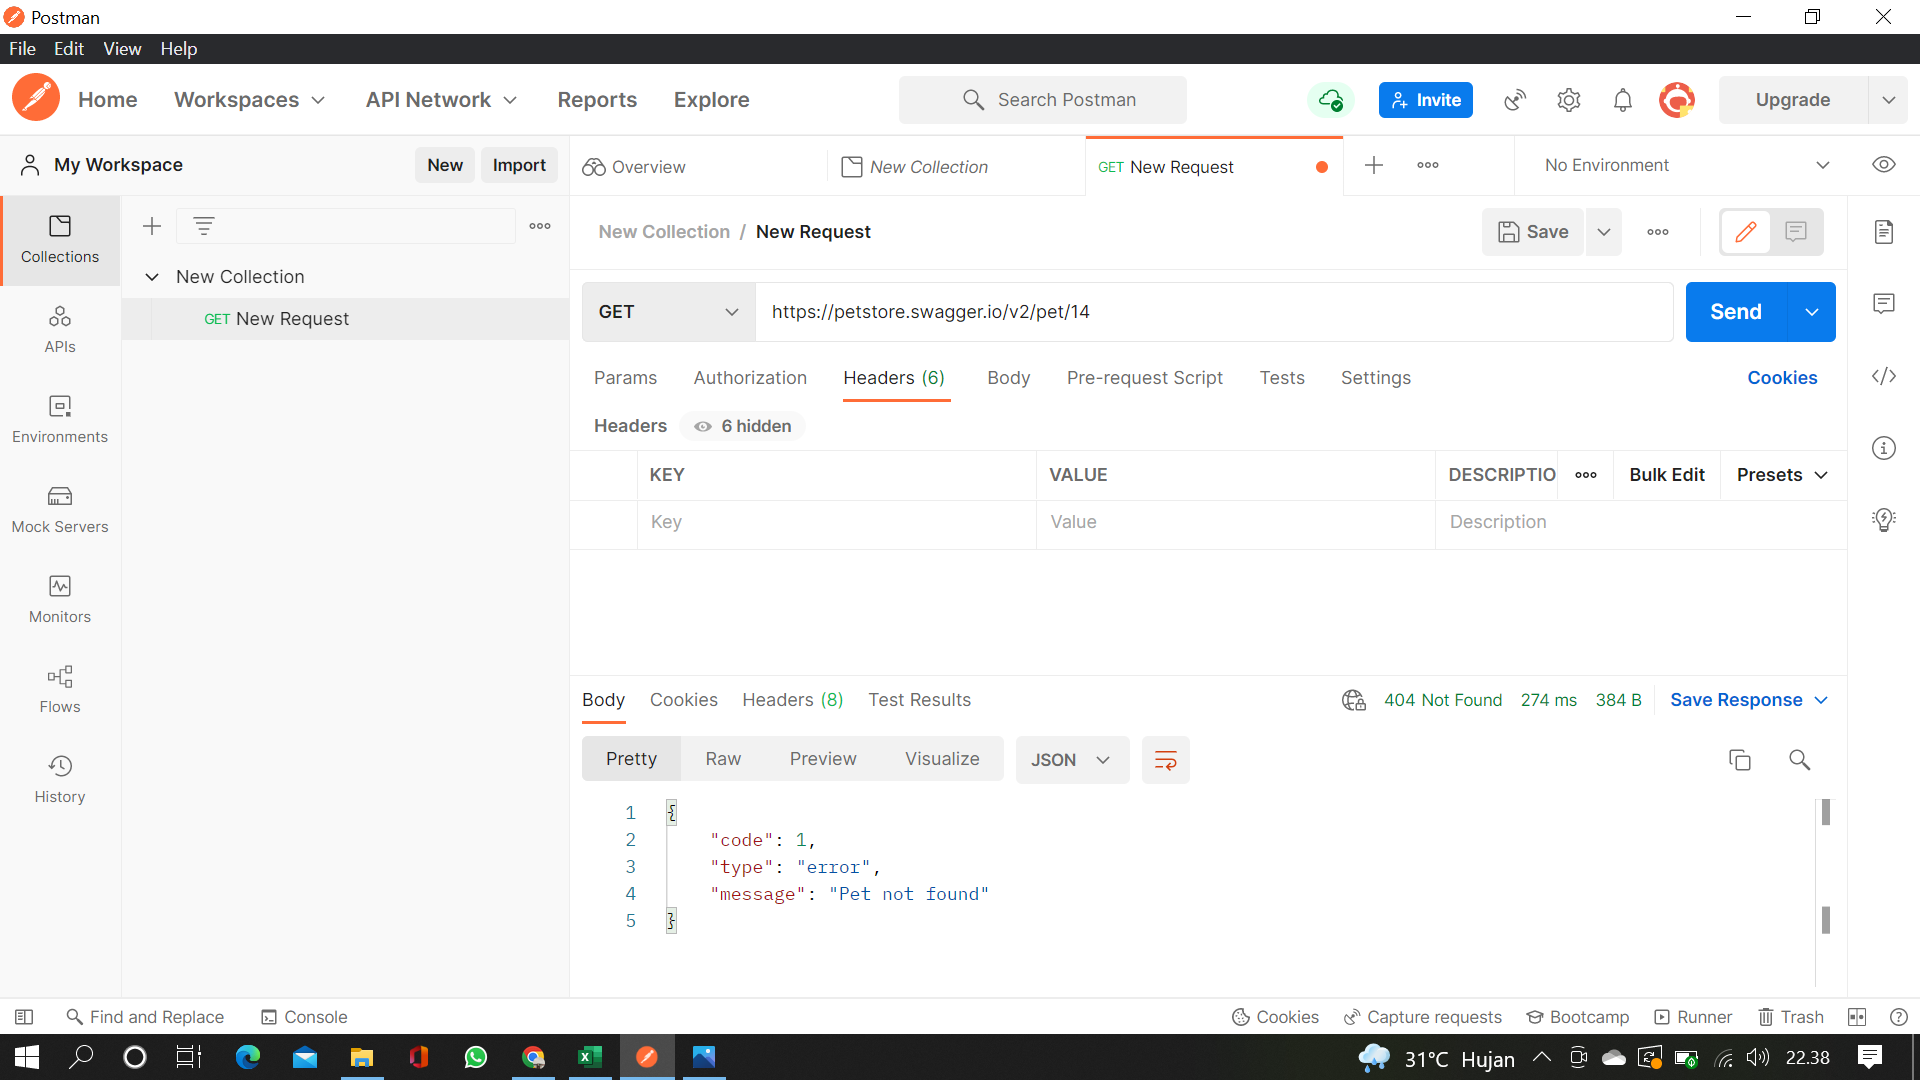 Postman
File Edit View Help
Home Workspaces API Network Reports Explore Search Postman Invite Upgrade
My Workspace New Import Overview New Collection GET New Request No Environment
New Collection / New Request Save
Collections
New Collection
GET New Request
GET https://petstore.swagger.io/v2/pet/14 Send
APIs
Params Authorization Headers (6) Body Pre-request Script Tests Settings Cookies
Headers 6 hidden
Environments
KEY VALUE DESCRIPTIO Bulk Edit Presets
Key Value Description
Mock Servers
Monitors
Flows
Body Cookies Headers (8) Test Results 404 Not Found 274 ms 384 B Save Response
Pretty Raw Preview Visualize JSON
History
1 {
2 "code": 1,
3 "type": "error",
4 "message": "Pet not found"
5 }
Find and Replace Console Cookies Capture requests Bootcamp Runner Trash
31°C Hujan 22.38